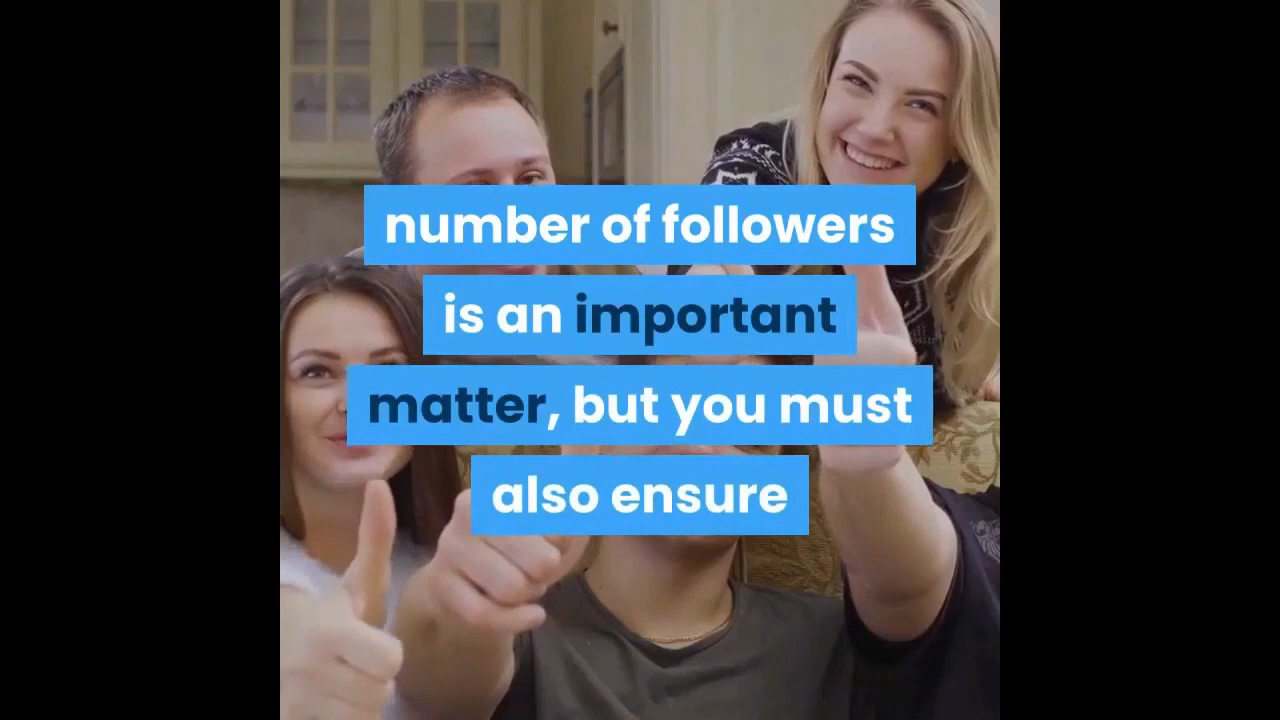 number of followers
is an important
matter, but you must
also ensure